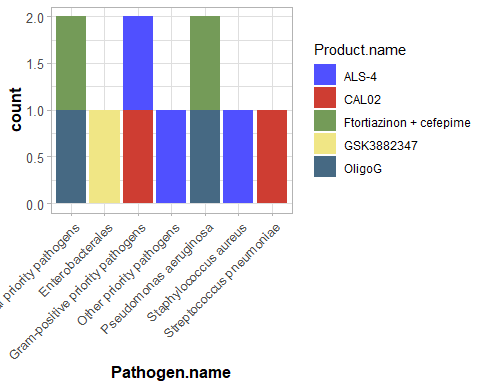 count
2.0
1.5
1.0
0.5
0.0
priority pathogens
Enterobacterales
Gram-positive priority pathogens
Other priority pathogens
Pseudomonas aeruginosa
Staphylococcus aureus
Streptococcus pneumoniae
Pathogen.name
Product.name
ALS-4
CAL02
Ftortiazinon + cefepime
GSK3882347
OligoG